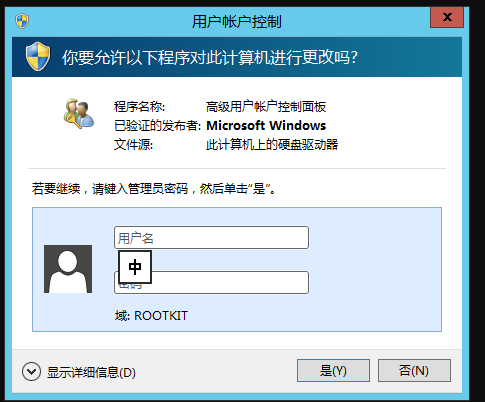 用户帐户控制
x
你要允许以下程序对此计算机进行更改吗？
程序名称: 高级用户帐户控制面板
已验证的发布者: Microsoft Windows
文件源: 此计算机上的硬盘驱动器
若要继续，请键入管理员密码，然后单击“是”。
用户名
中
密码
域: ROOTKIT
显示详细信息(D)
是(Y)
否(N)